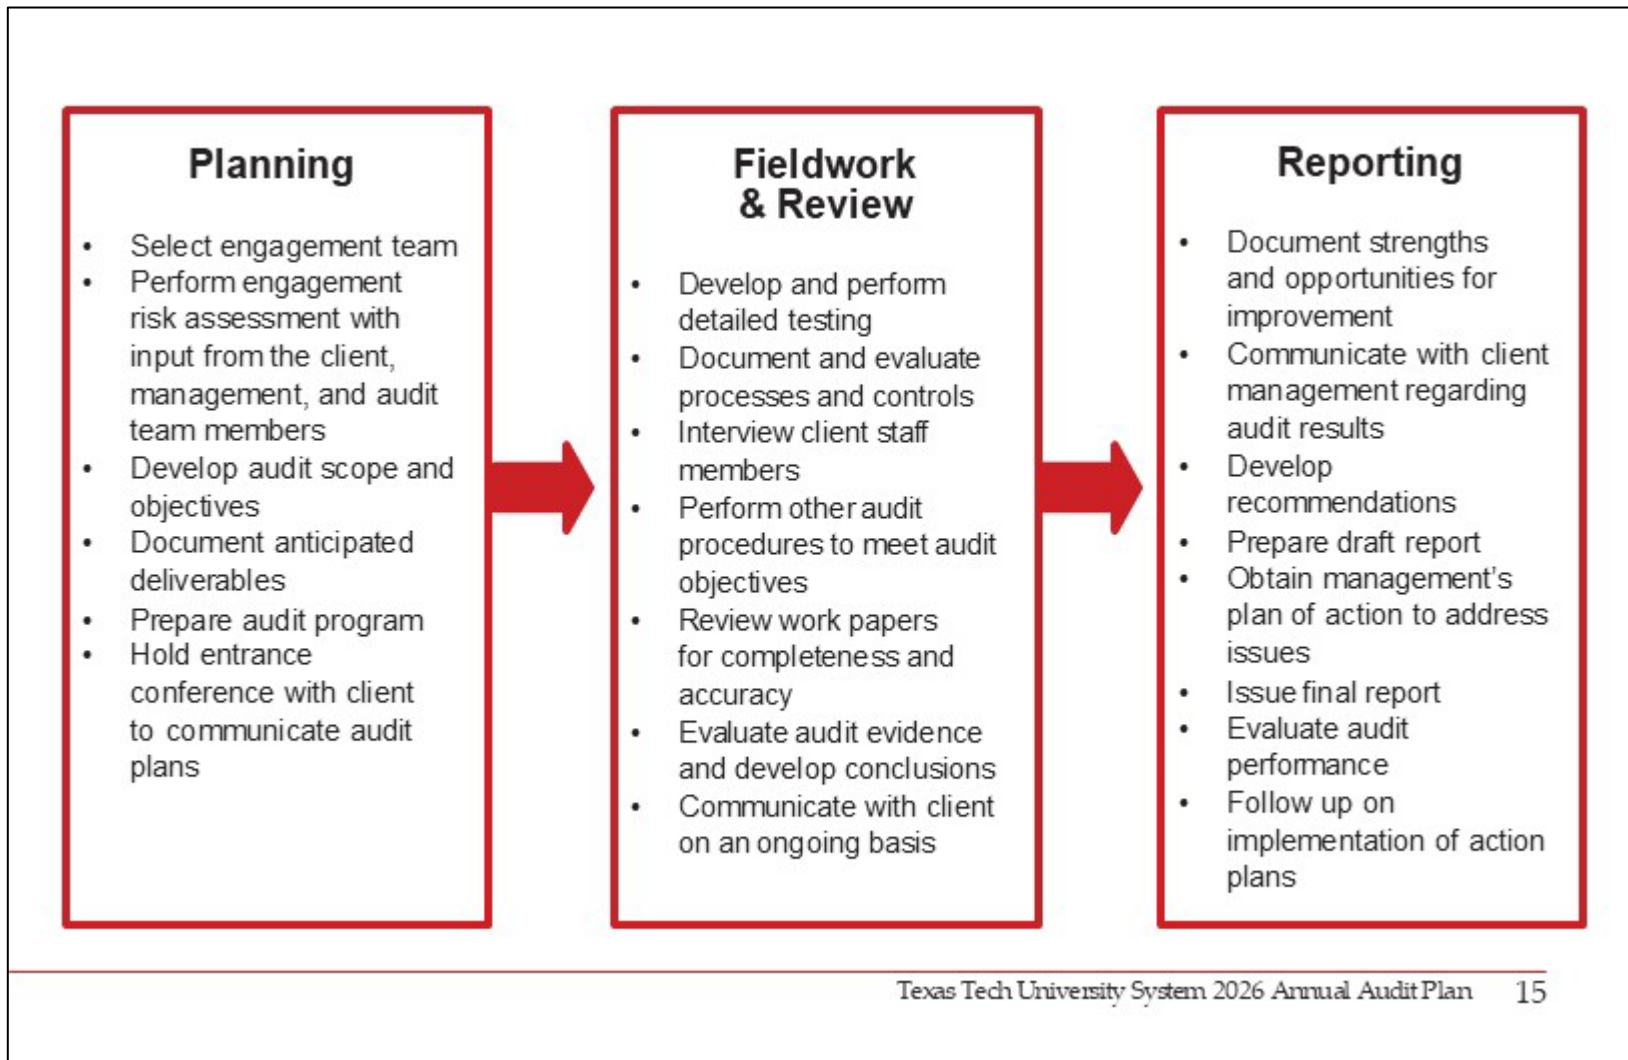 Planning
• Select engagement team
• Perform engagement
risk assessment with
input from the client,
management, and audit
team members
• Develop audit scope and
objectives
• Document anticipated
deliverables
• Prepare audit program
• Hold entrance
conference with client
to communicate audit
plans
Fieldwork
& Review
• Develop and perform
detailed testing
• Document and evaluate
processes and controls
• Interview client staff
members
• Perform other audit
procedures to meet audit
objectives
• Review work papers
for completeness and
accuracy
• Evaluate audit evidence
and develop conclusions
• Communicate with client
on an ongoing basis
Reporting
• Document strengths
and opportunities for
improvement
• Communicate with client
management regarding
audit results
• Develop
recommendations
• Prepare draft report
• Obtain management’s
plan of action to address
issues
• Issue final report
• Evaluate audit
performance
• Follow up on
implementation of action
plans
Texas Tech University System 2026 Annual Audit Plan 15